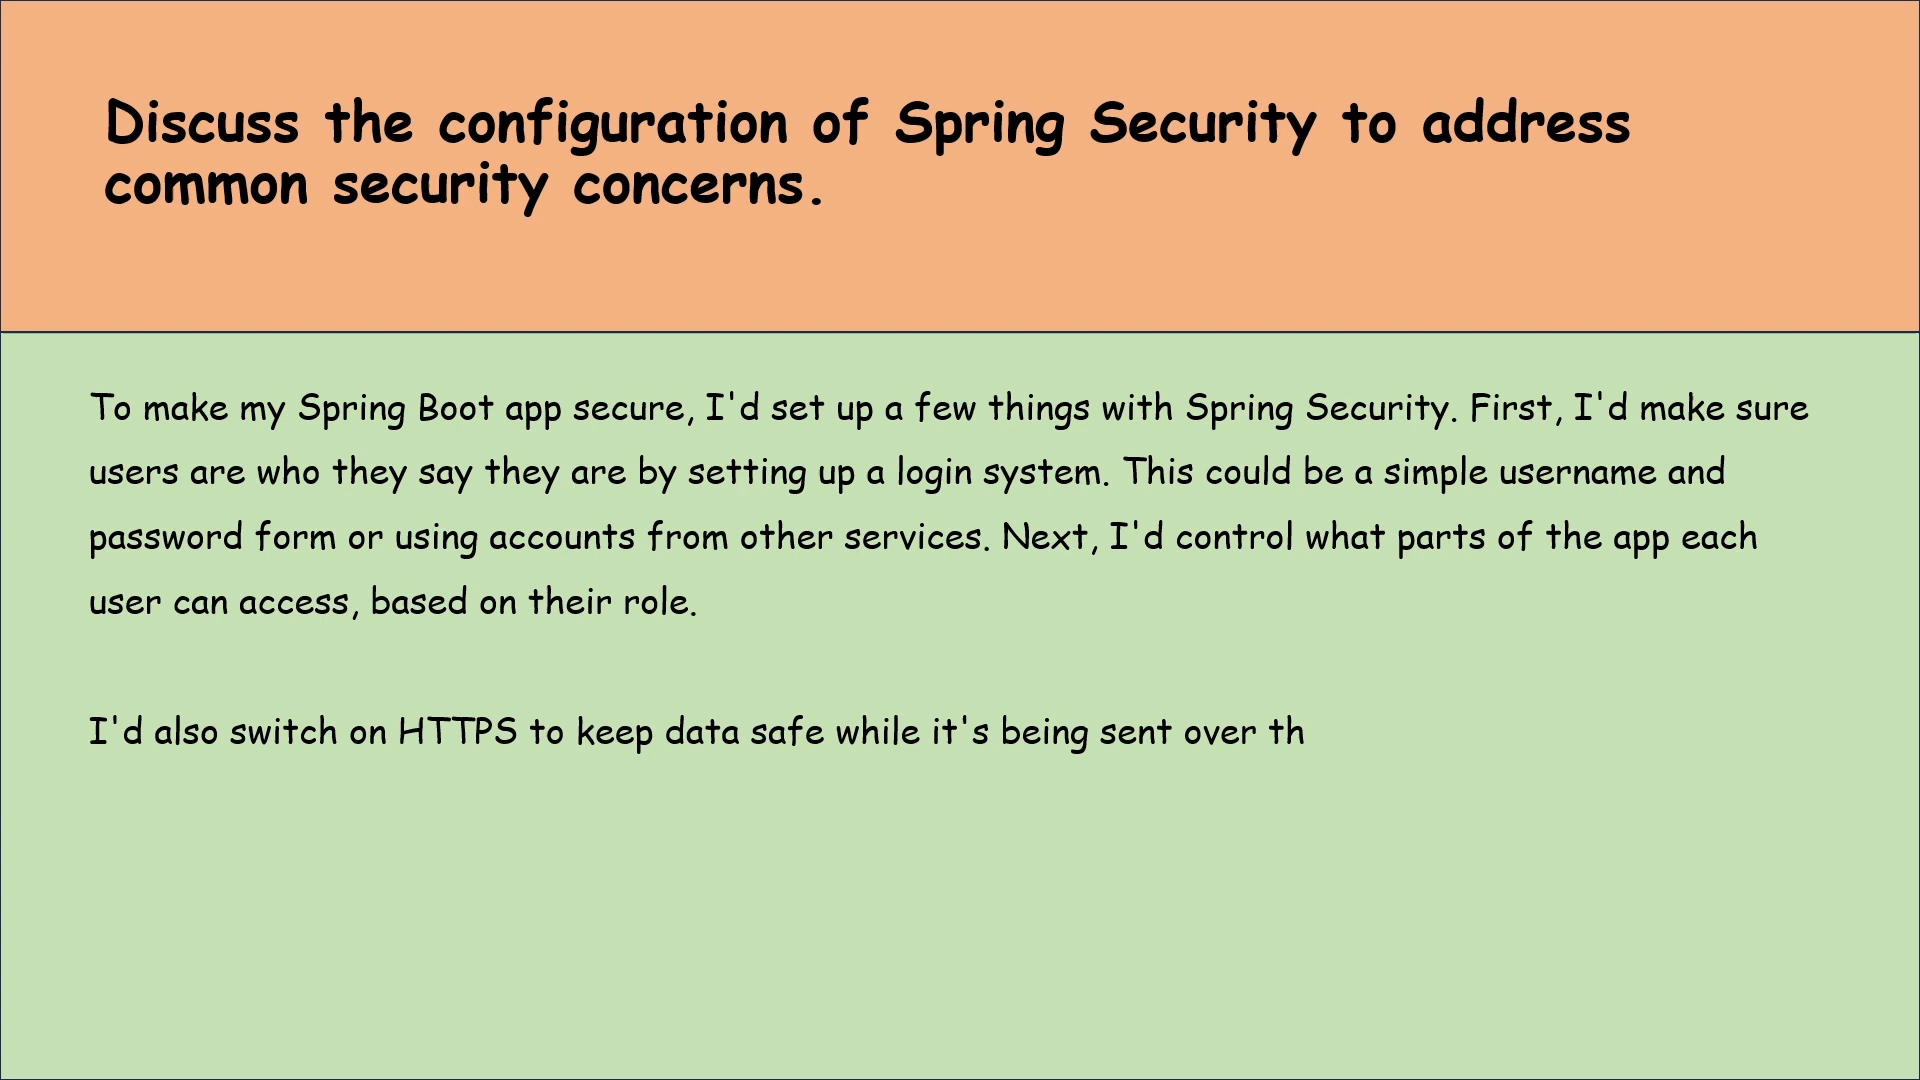 Discuss the configuration of Spring Security to address
common security concerns.
To make my Spring Boot app secure, I'd set up a few things with Spring Security. First, I'd make sure
users are who they say they are by setting up a login system. This could be a simple username and
password form or using accounts from other services. Next, I'd control what parts of the app each
user can access, based on their role.
I'd also switch on HTTPS to keep data safe while it's being sent over th